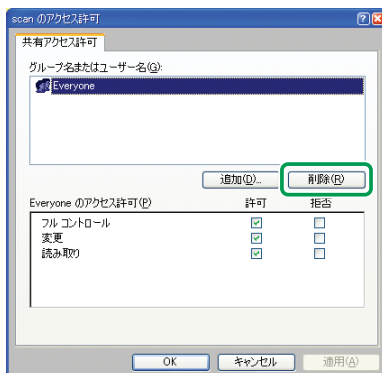 scan のアクセス許可
共有アクセス許可
グループ名またはユーザー名(G):
Everyone
追加(D)...
削除(R)
Everyone のアクセス許可(P) 許可 拒否
フル コントロール
変更
読み取り
OK キャンセル 適用(A)